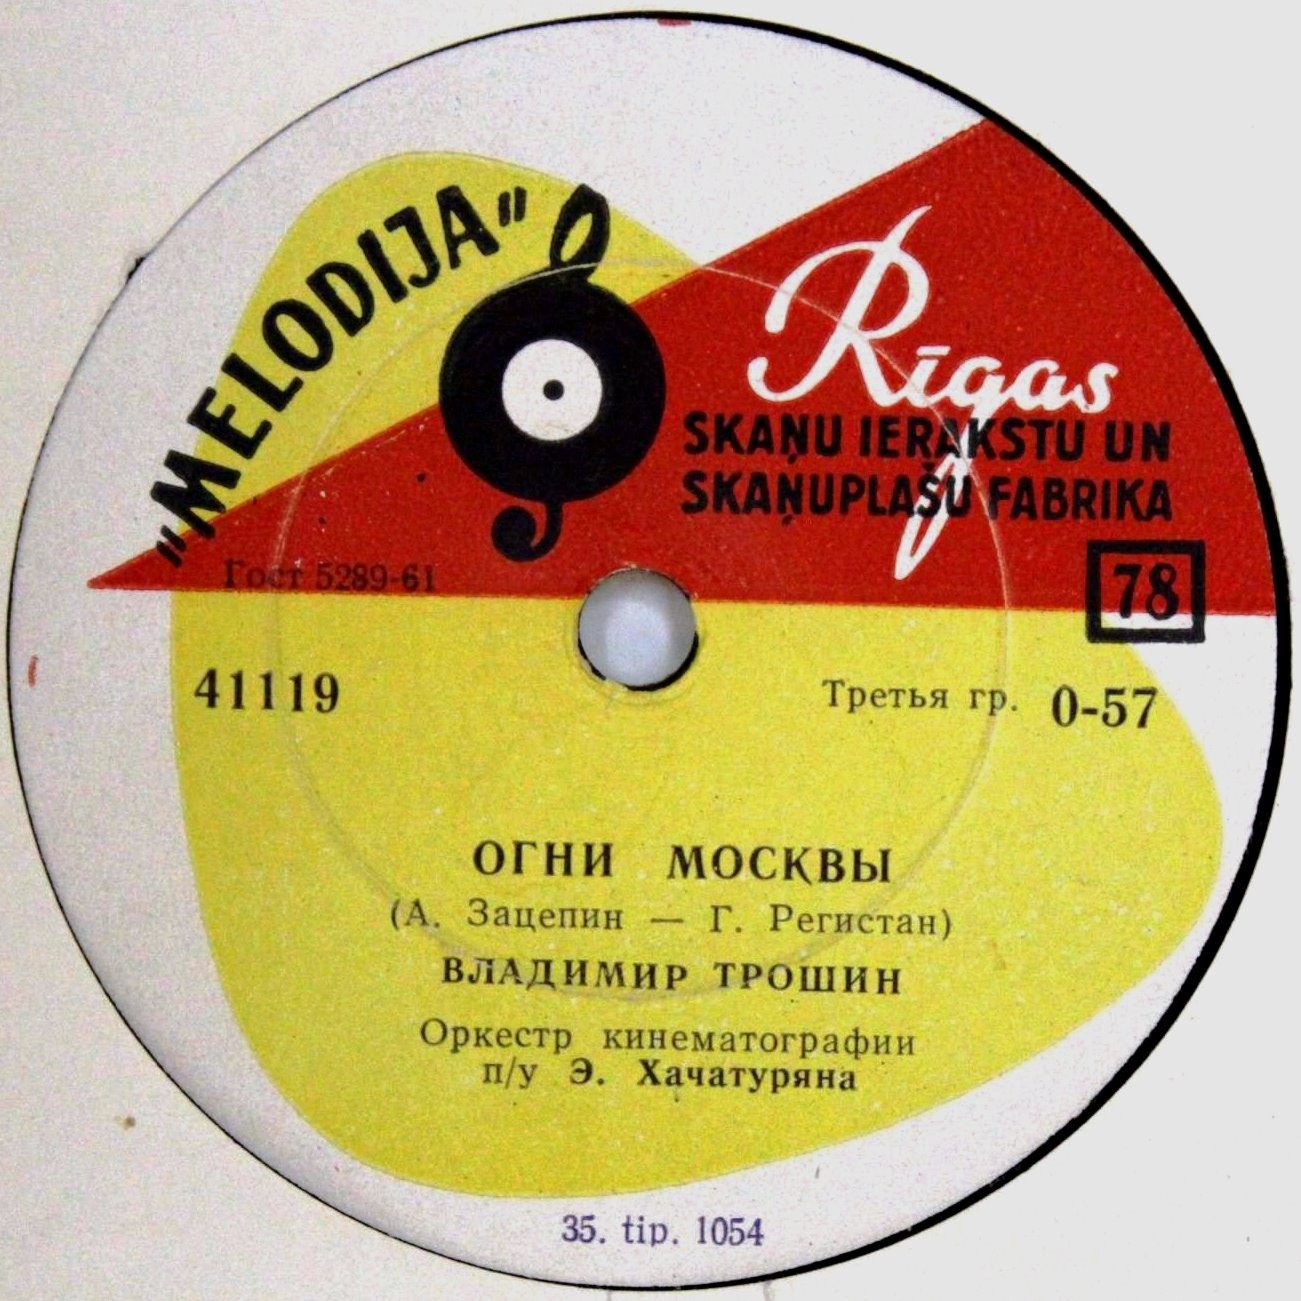 "MELODIJA"
Rīgas
SKAŅU IERAKSTU UN
SKAŅUPLAŠU FABRIKA
Гост 5289-61
78
41119
Третья гр. 0-57
ОГНИ МОСКВЫ
(А. Зацепин — Г. Регистан)
ВЛАДИМИР ТРОШИН
Оркестр кинематографии
п/у Э. Хачатуряна
35. tip. 1054